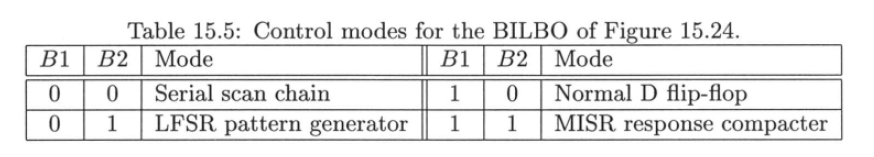 Table 15.5: Control modes for the BILBO of Figure 15.24.
B1 B2 Mode B1 B2 Mode
0 0 Serial scan chain 1 0 Normal D flip-flop
0 1 LFSR pattern generator 1 1 MISR response compacter